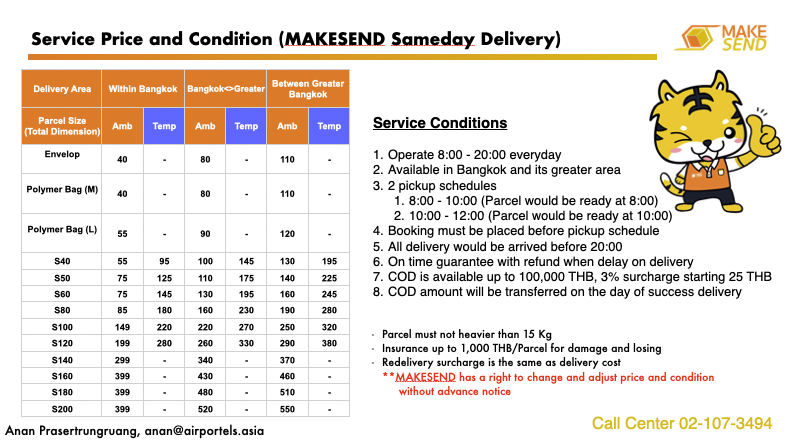 Service Price and Condition (MAKESEND Sameday Delivery)
MAKE
SEND
Delivery Area Within Bangkok Bangkok<>Greater Between Greater Bangkok
Parcel Size (Total Dimension) Amb Temp Amb Temp Amb Temp
Envelop 40 - 80 - 110 -
Polymer Bag (M) 40 - 80 - 110 -
Polymer Bag (L) 55 - 90 - 120 -
S40 55 95 100 145 130 195
S50 75 125 110 175 140 225
S60 75 145 130 195 160 245
S80 85 180 160 230 190 280
S100 149 220 220 270 250 320
S120 199 280 260 330 290 380
S140 299 - 340 - 370 -
S160 399 - 430 - 460 -
S180 399 - 480 - 510 -
S200 399 - 520 - 550 -
Service Conditions
1. Operate 8:00 - 20:00 everyday
2. Available in Bangkok and its greater area
3. 2 pickup schedules
1. 8:00 - 10:00 (Parcel would be ready at 8:00)
2. 10:00 - 12:00 (Parcel would be ready at 10:00)
4. Booking must be placed before pickup schedule
5. All delivery would be arrived before 20:00
6. On time guarantee with refund when delay on delivery
7. COD is available up to 100,000 THB, 3% surcharge starting 25 THB
8. COD amount will be transferred on the day of success delivery
· Parcel must not heavier than 15 Kg
· Insurance up to 1,000 THB/Parcel for damage and losing
· Redelivery surcharge is the same as delivery cost
**MAKESEND has a right to change and adjust price and condition
without advance notice
Call Center 02-107-3494
Anan Prasertrungruang, anan@airportels.asia